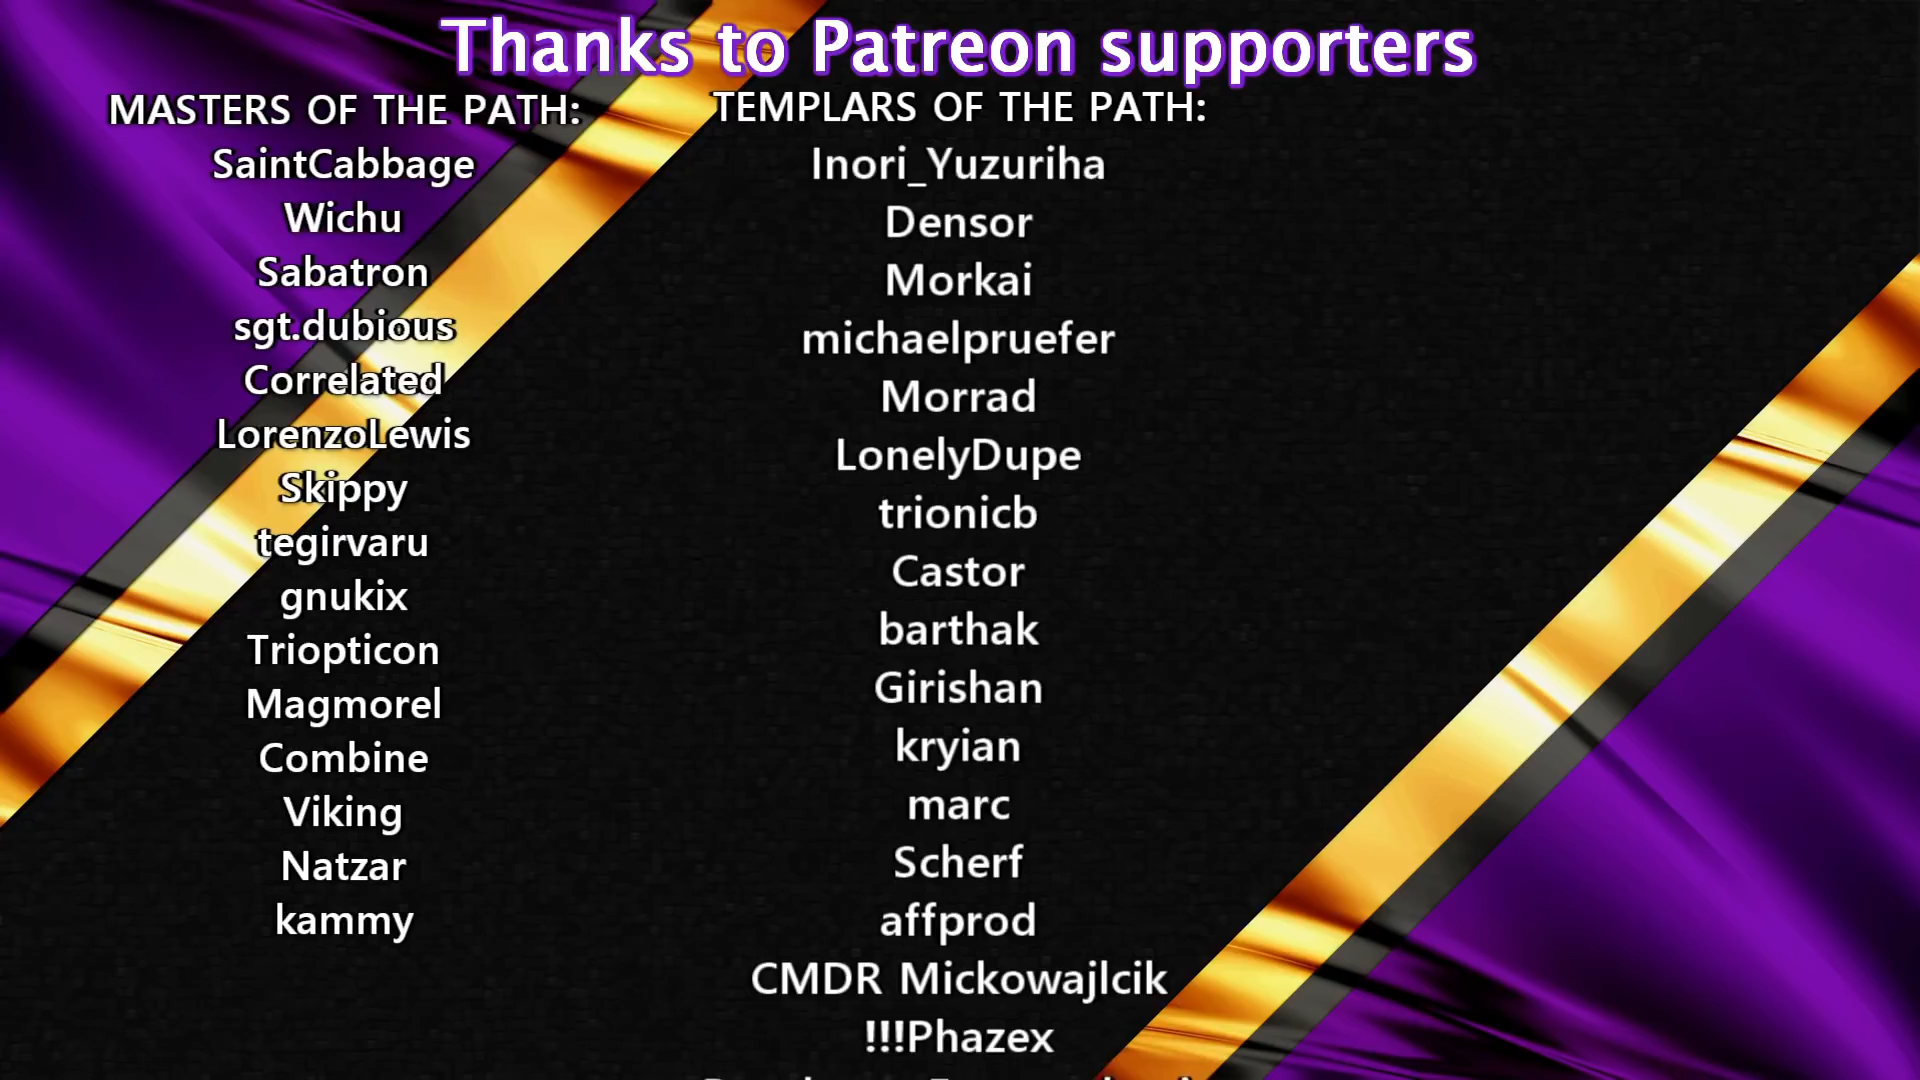 Thanks to Patreon supporters
MASTERS OF THE PATH:
SaintCabbage
Wichu
Sabatron
sgt.dubious
Correlated
LorenzoLewis
Skippy
tegirvaru
gnukix
Triopticon
Magmorel
Combine
Viking
Natzar
kammy
TEMPLARS OF THE PATH:
Inori_Yuzuriha
Densor
Morkai
michaelpruefer
Morrad
LonelyDupe
trionicb
Castor
barthak
Girishan
kryian
marc
Scherf
affprod
CMDR Mickowajlcik
!!!Phazex